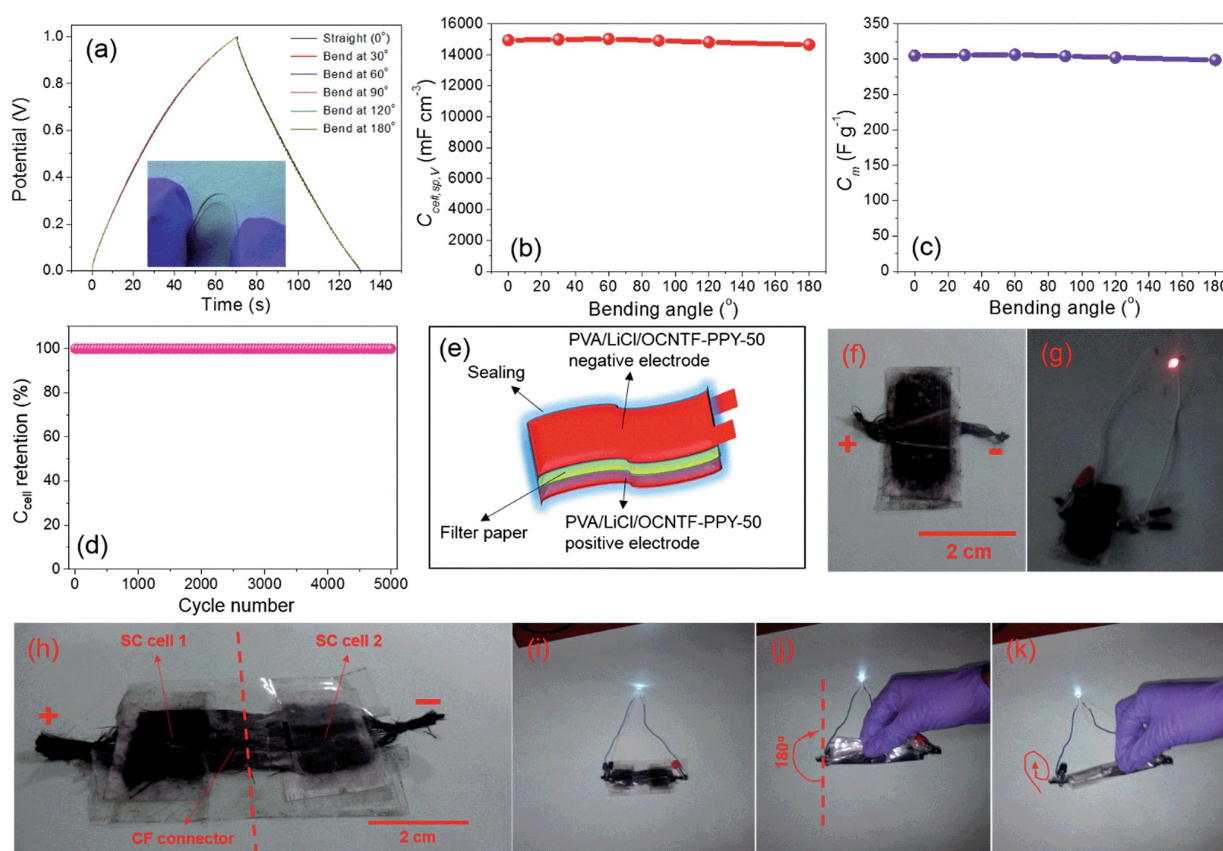 (a)
Straight (0°)
Bend at 30°
Bend at 60°
Bend at 90°
Bend at 120°
Bend at 180°
1.0
0.8
0.6
0.4
0.2
0.0
Potential (V)
0 20 40 60 80 100 120 140
Time (s)
16000
14000
12000
10000
8000
6000
4000
2000
0
C_cell,sp,V (mF cm⁻³)
(b)
0 20 40 60 80 100 120 140 160 180
Bending angle (°)
350
300
250
200
150
100
50
0
C_m (F g⁻¹)
(c)
0 20 40 60 80 100 120 140 160 180
Bending angle (°)
100
80
60
40
20
0
C_cell retention (%)
(d)
0 1000 2000 3000 4000 5000
Cycle number
(e)
PVA/LiCl/OCNTF-PPY-50
negative electrode
Sealing
Filter paper
PVA/LiCl/OCNTF-PPY-50
positive electrode
(f)
+
-
2 cm
(g)
(h)
SC cell 1
SC cell 2
+
-
CF connector
2 cm
(i)
(j)
180°
(k)